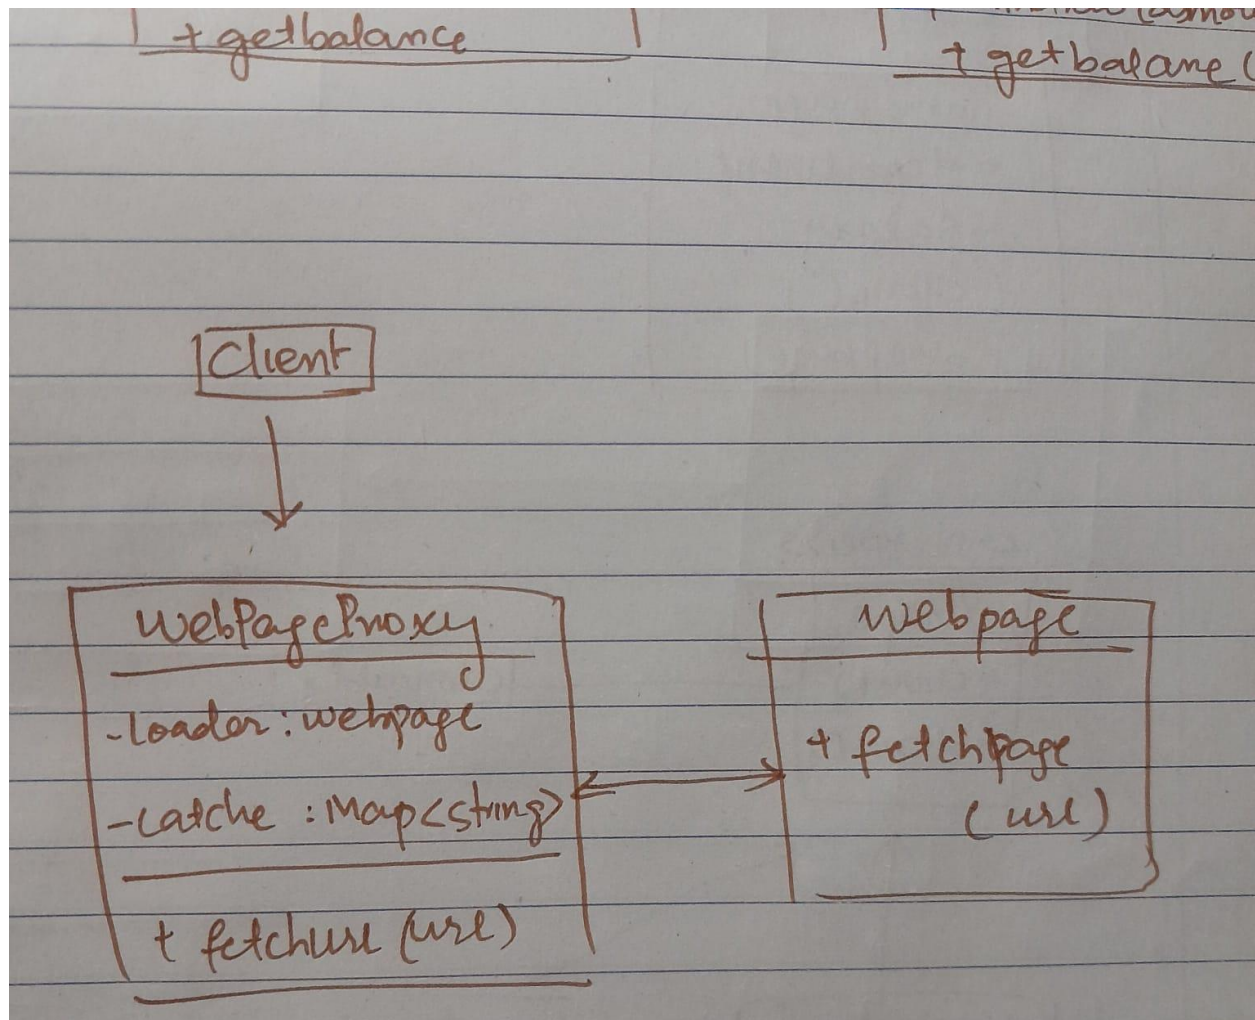 + getbalance
+ getbalane (
Client
WebPageProxy
- loader : webpage
- catche : Map<string>
+ fetchurl (url)
Webpage
+ fetchpage
(url)